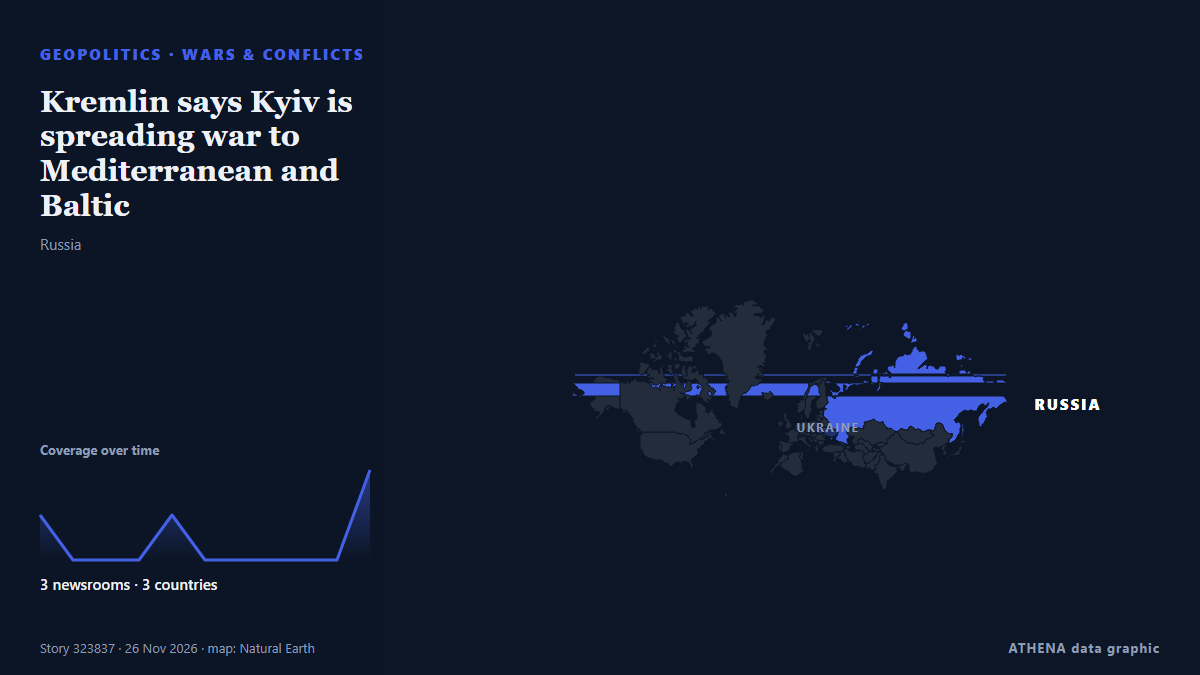 GEOPOLITICS · WARS & CONFLICTS
Kremlin says Kyiv is
spreading war to
Mediterranean and
Baltic
Russia
RUSSIA
UKRAINE
Coverage over time
3 newsrooms · 3 countries
Story 323837 · 26 Nov 2026 · map: Natural Earth
ATHENA data graphic